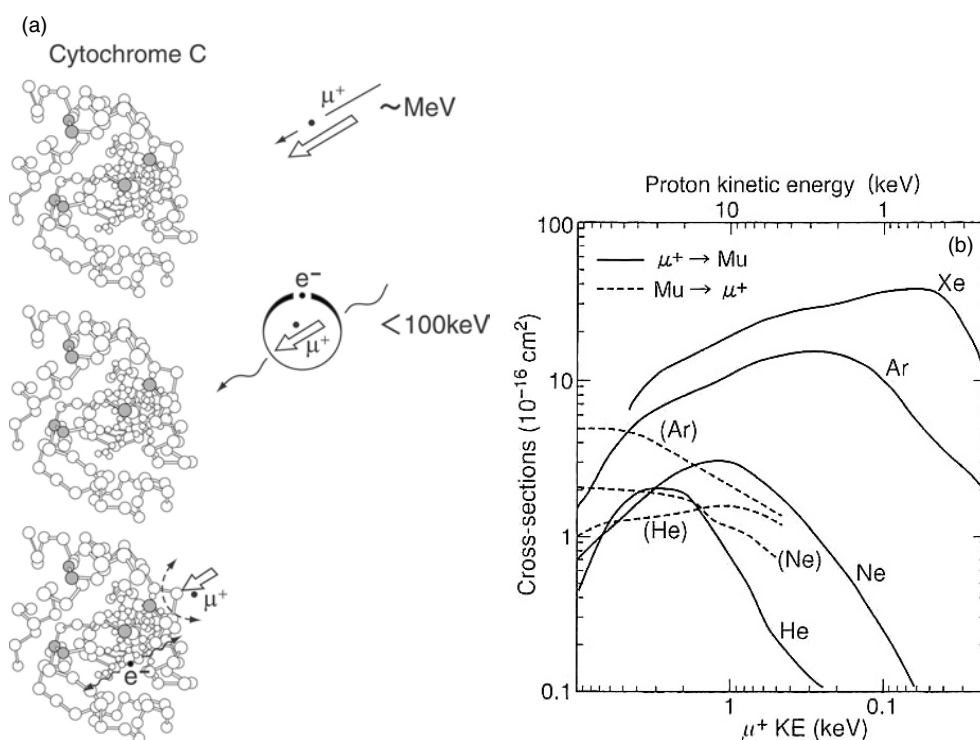 (a)
Cytochrome C
μ+
~MeV
e−
μ+
<100keV
μ+
e−
Proton kinetic energy (keV)
10 1
(b)
100
10
1
0.1
Cross-sections (10−16 cm2)
μ+ → Mu
Mu → μ+
Xe
Ar
(Ar)
(He)
(Ne)
Ne
He
1 0.1
μ+ KE (keV)